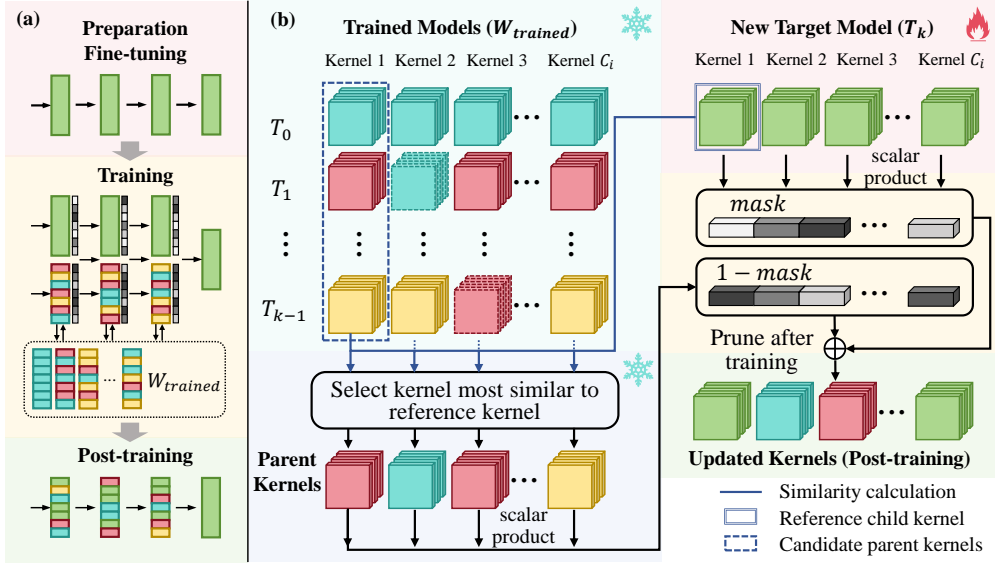 (a)
Preparation
Fine-tuning
Training
W_trained
...
Post-training
(b)
Trained Models (W_trained)
Kernel 1 Kernel 2 Kernel 3 Kernel C_i
T_0
T_1
T_{k-1}
Select kernel most similar to
reference kernel
Parent
Kernels
scalar
product
New Target Model (T_k)
Kernel 1 Kernel 2 Kernel 3 Kernel C_i
scalar
product
mask
1 − mask
Prune after
training
Updated Kernels (Post-training)
Similarity calculation
Reference child kernel
Candidate parent kernels